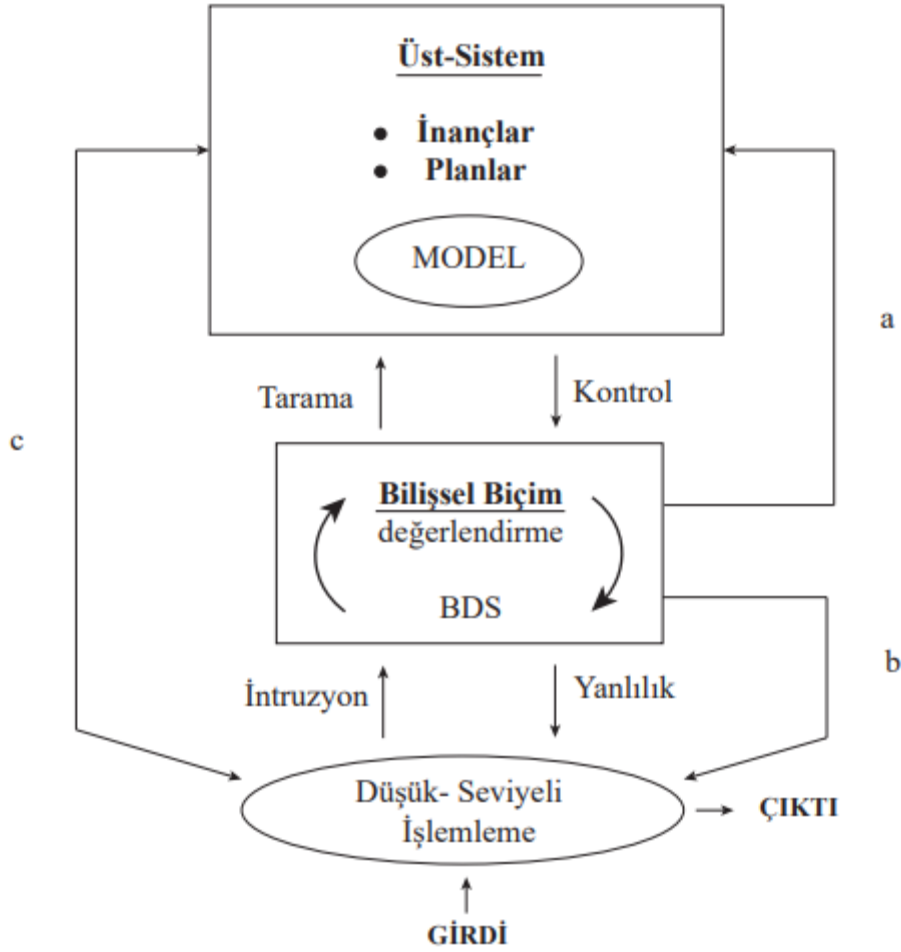 Üst-Sistem
● İnançlar
● Planlar
MODEL
a
Tarama
Kontrol
c
Bilişsel Biçim
değerlendirme
BDS
b
İntruzyon
Yanlılık
Düşük- Seviyeli
İşlemleme
ÇIKTI
GİRDİ